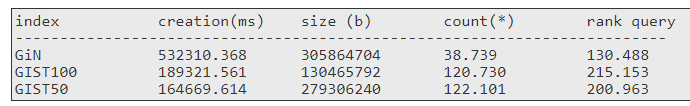 index creation(ms) size (b) count(*) rank query
-------------------------------------------------------------------------
GiN 532310.368 305864704 38.739 130.488
GIST100 189321.561 130465792 120.730 215.153
GIST50 164669.614 279306240 122.101 200.963